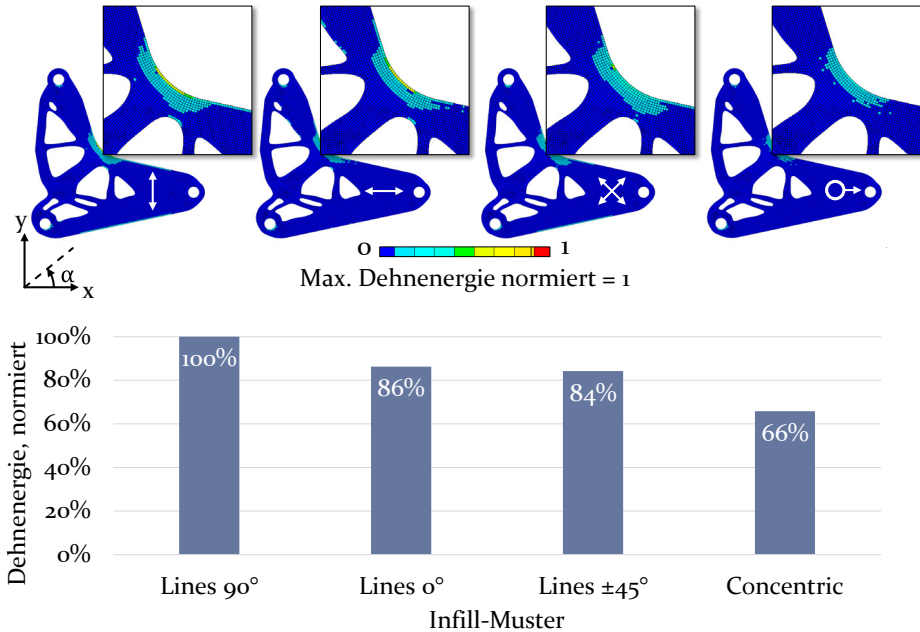 y
α
x
0 1
Max. Dehnenergie normiert = 1
Dehnenergie, normiert
100%
80%
60%
40%
20%
0%
100%
86%
84%
66%
Lines 90° Lines 0° Lines ±45° Concentric
Infill-Muster